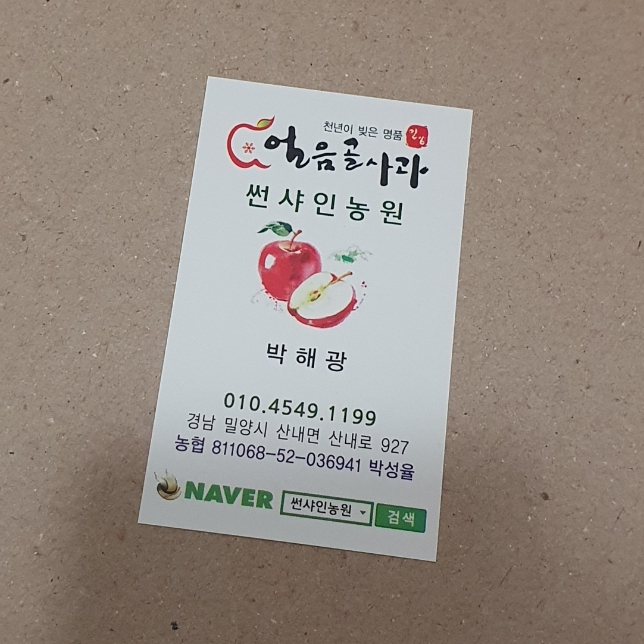 천년이 빚은 명품
얼음골사과
썬샤인농원
박해광
010.4549.1199
경남 밀양시 산내면 산내로 927
농협 811068-52-036941 박성율
NAVER 썬샤인농원 검색